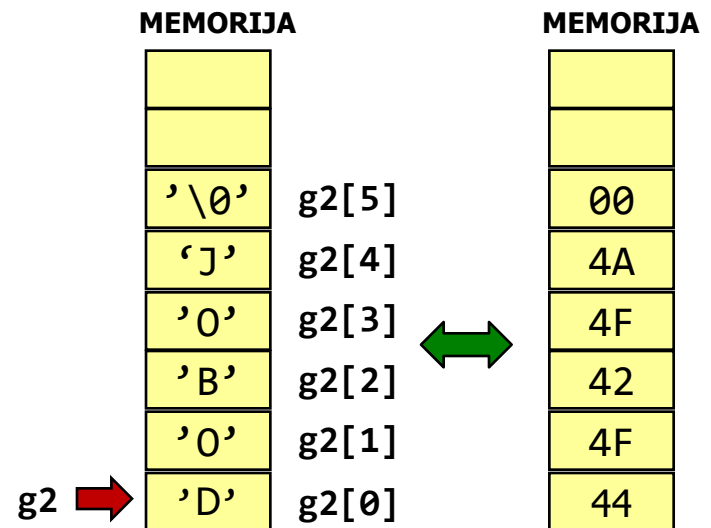 MEMORIJA MEMORIJA
’\0’ g2[5] 00
‘J’ g2[4] 4A
’O’ g2[3] 4F
’B’ g2[2] 42
’O’ g2[1] 4F
g2 ’D’ g2[0] 44